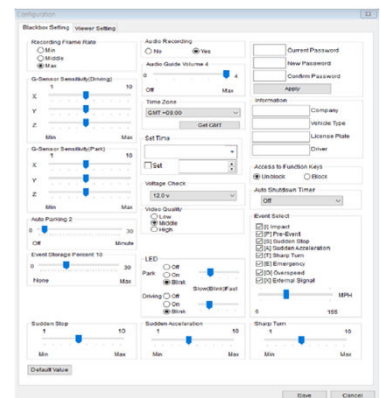 Configuration
Blackbox Setting
Viewer Setting
Recording Frame Rate
Min
Middle
Max
G-Sensor Sensitivity(Driving)
1 10
X
Y
Z
Min Max
G-Sensor Sensitivity(Park)
1 10
X
Y
Z
Min Max
Auto Parking 2
0 30
Off Minute
Event Storage Percent 10
0 30
None Max
Audio Recording
No Yes
Audio Guide Volume 4
0 4
Off Max
Time Zone
GMT +09:00
Get GMT
Set Time
Set
Voltage Check
12.0 v
Video Quality
Low
Middle
High
LED
Park Off
On
Blink
Slow(Blink)Fast
Driving Off
On
Blink
Current Password
New Password
Confirm Password
Apply
Information
Company
Vehicle Type
License Plate
Driver
Access to Function Keys
Unblock Block
Auto Shutdown Timer
Off
Event Select
[I] Impact
[P] Pre-Event
[S] Sudden Stop
[A] Sudden Acceleration
[T] Sharp Turn
[E] Emergency
[O] Overspeed
[X] External Signal
MPH
6 155
Sudden Stop
1 10
Min Max
Sudden Acceleration
1 10
Min Max
Sharp Turn
1 10
Min Max
Default Value
Save Cancel